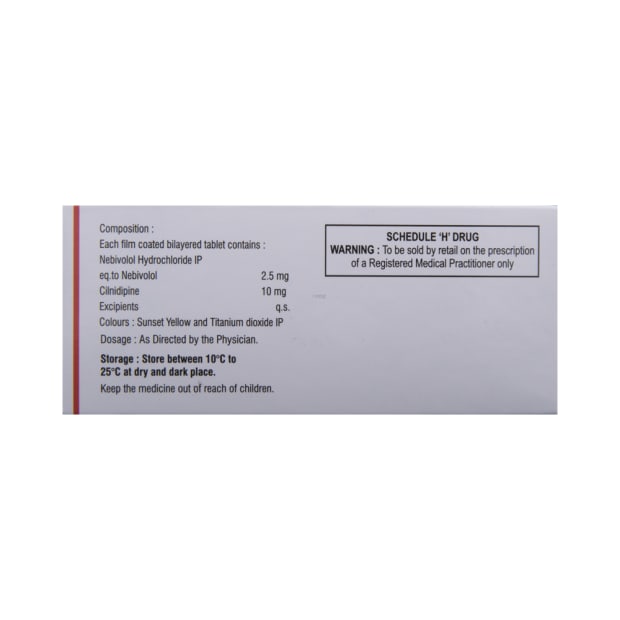 Composition :
Each film coated bilayered tablet contains :
Nebivolol Hydrochloride IP
eq.to Nebivolol 2.5 mg
Cilnidipine 10 mg
Excipients q.s.
Colours : Sunset Yellow and Titanium dioxide IP
Dosage : As Directed by the Physician.
Storage : Store between 10°C to
25°C at dry and dark place.
Keep the medicine out of reach of children.
SCHEDULE 'H' DRUG
WARNING : To be sold by retail on the prescription
of a Registered Medical Practitioner only